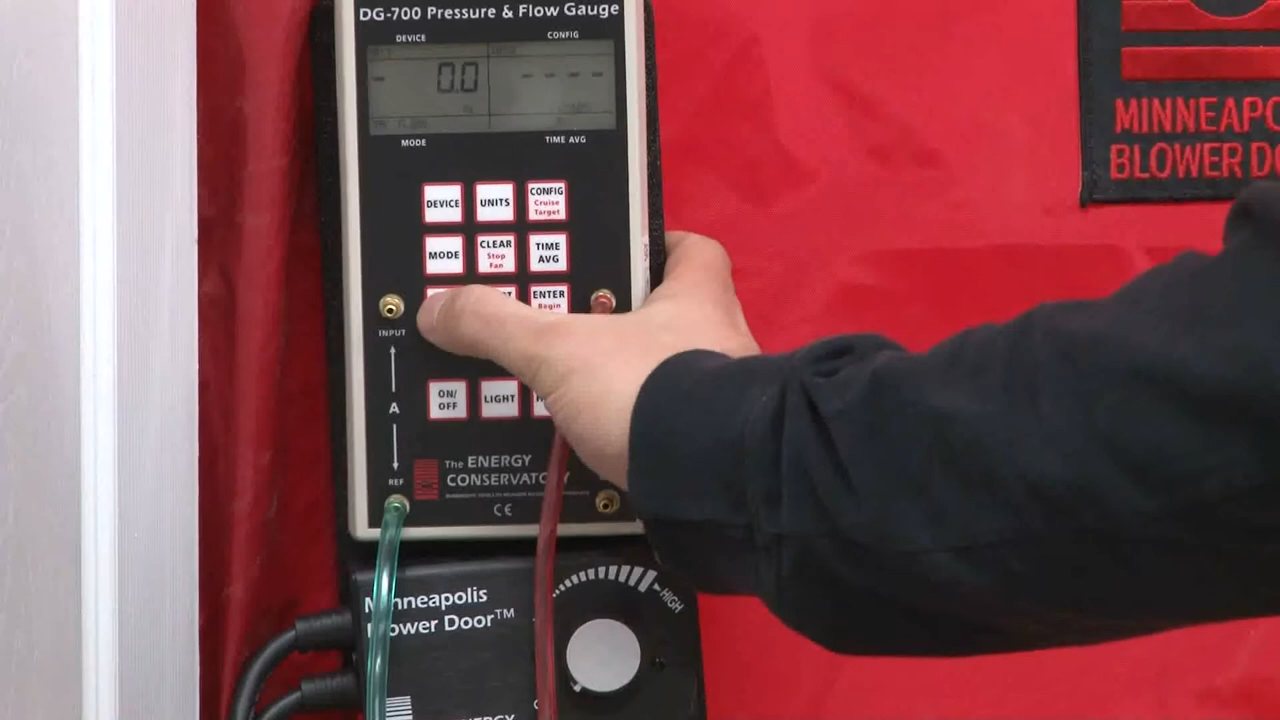 DG-700 Pressure & Flow Gauge
DEVICE CONFIG
0.0 - - - -
MODE TIME AVG
DEVICE UNITS CONFIG
Cruise
Target
MODE CLEAR TIME
Stop AVG
Fan
ENTER
Begin
INPUT
ON/
OFF LIGHT
A
REF
The ENERGY
CONSERVATORY
CE
Minneapolis
Blower Door™
HIGH
MINNEAPO
BLOWER DO